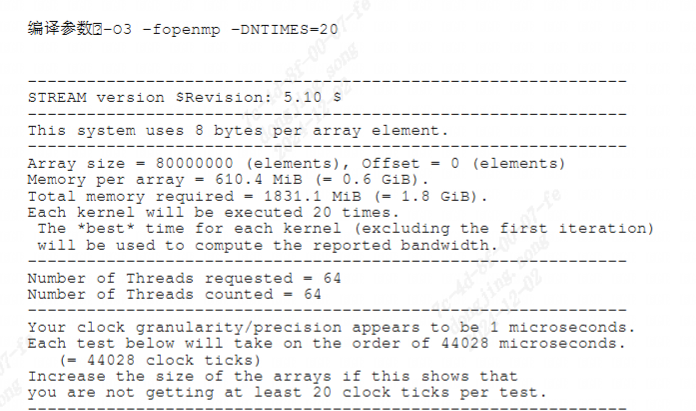 编译参数：-O3 -fopenmp -DNTIMES=20
-------------------------------------------------------------
STREAM version $Revision: 5.10 $
-------------------------------------------------------------
This system uses 8 bytes per array element.
-------------------------------------------------------------
Array size = 80000000 (elements), Offset = 0 (elements)
Memory per array = 610.4 MiB (= 0.6 GiB).
Total memory required = 1831.1 MiB (= 1.8 GiB).
Each kernel will be executed 20 times.
 The *best* time for each kernel (excluding the first iteration)
 will be used to compute the reported bandwidth.
-------------------------------------------------------------
Number of Threads requested = 64
Number of Threads counted = 64
-------------------------------------------------------------
Your clock granularity/precision appears to be 1 microseconds.
Each test below will take on the order of 44028 microseconds.
   (= 44028 clock ticks)
Increase the size of the arrays if this shows that
you are not getting at least 20 clock ticks per test.
-------------------------------------------------------------